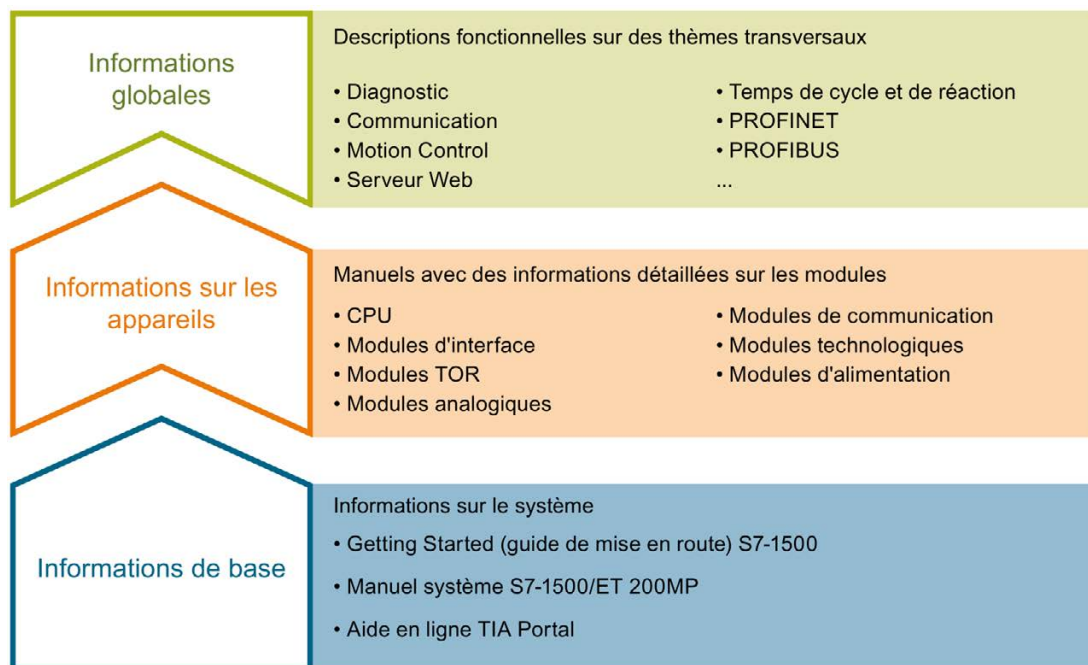 Informations
globales
Descriptions fonctionnelles sur des thèmes transversaux
• Diagnostic
• Communication
• Motion Control
• Serveur Web
• Temps de cycle et de réaction
• PROFINET
• PROFIBUS
...
Informations sur les
appareils
Manuels avec des informations détaillées sur les modules
• CPU
• Modules d'interface
• Modules TOR
• Modules analogiques
• Modules de communication
• Modules technologiques
• Modules d'alimentation
Informations de base
Informations sur le système
• Getting Started (guide de mise en route) S7-1500
• Manuel système S7-1500/ET 200MP
• Aide en ligne TIA Portal